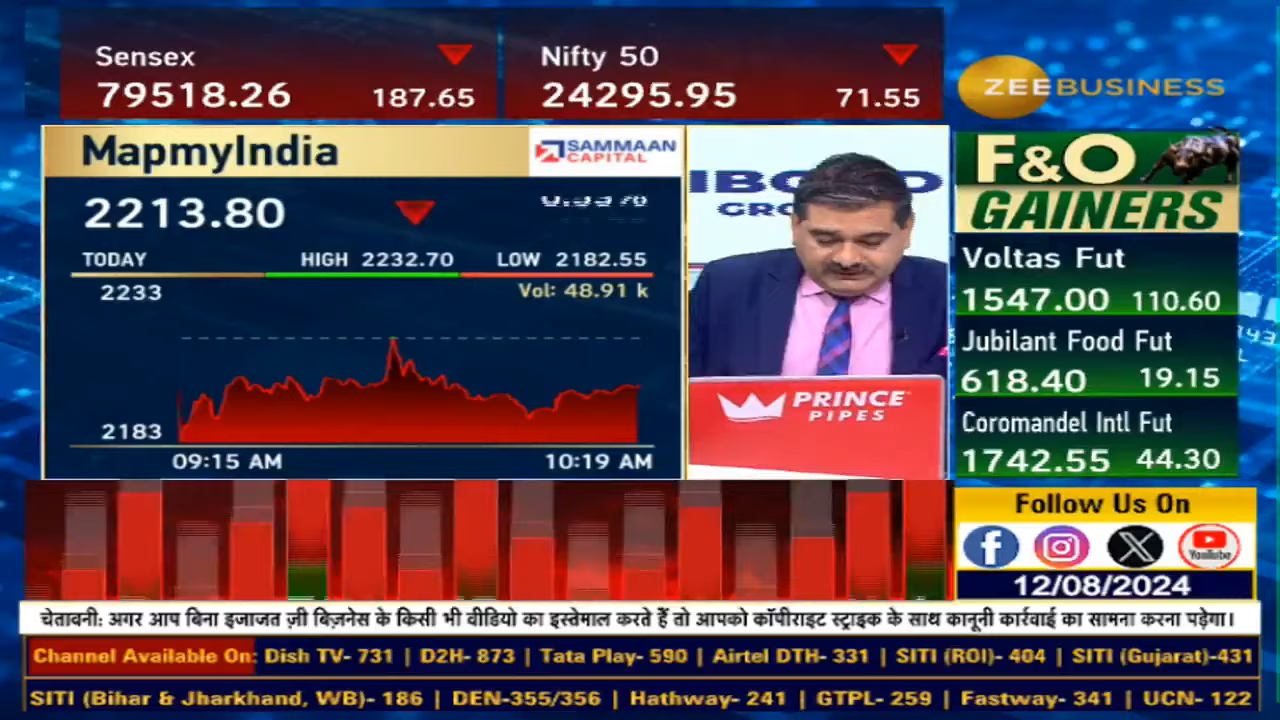 Sensex
79518.26 187.65
Nifty 50
24295.95 71.55
ZEE BUSINESS
MapmyIndia
SAMMAAN
CAPITAL
2213.80
TODAY HIGH 2232.70 LOW 2182.55
2233 Vol: 48.91 k
2183
09:15 AM 10:19 AM
PRINCE
PIPES
F&O
GAINERS
Voltas Fut
1547.00 110.60
Jubilant Food Fut
618.40 19.15
Coromandel Intl Fut
1742.55 44.30
Follow Us On
YouTube
12/08/2024
चेतावनी: अगर आप बिना इजाजत ज़ी बिज़नेस के किसी भी वीडियो का इस्तेमाल करते हैं तो आपको कॉपीराइट स्ट्राइक के साथ कानूनी कार्रवाई का सामना करना पड़ेगा।
Channel Available On: Dish TV- 731 | D2H- 873 | Tata Play- 590 | Airtel DTH- 331 | SITI (ROI)- 404 | SITI (Gujarat)-431
SITI (Bihar & Jharkhand, WB)- 186 | DEN-355/356 | Hathway- 241 | GTPL- 259 | Fastway- 341 | UCN- 122